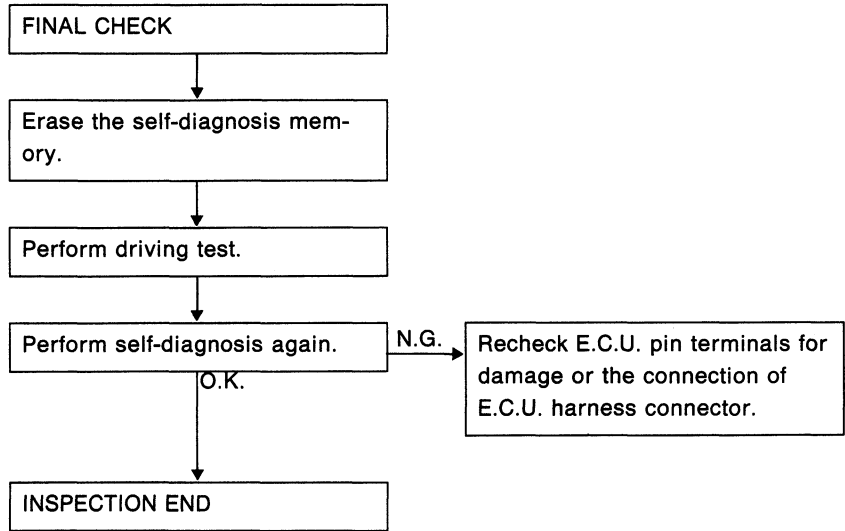 FINAL CHECK
Erase the self-diagnosis mem-
ory.
Perform driving test.
Perform self-diagnosis again.
N.G.
Recheck E.C.U. pin terminals for
damage or the connection of
E.C.U. harness connector.
O.K.
INSPECTION END